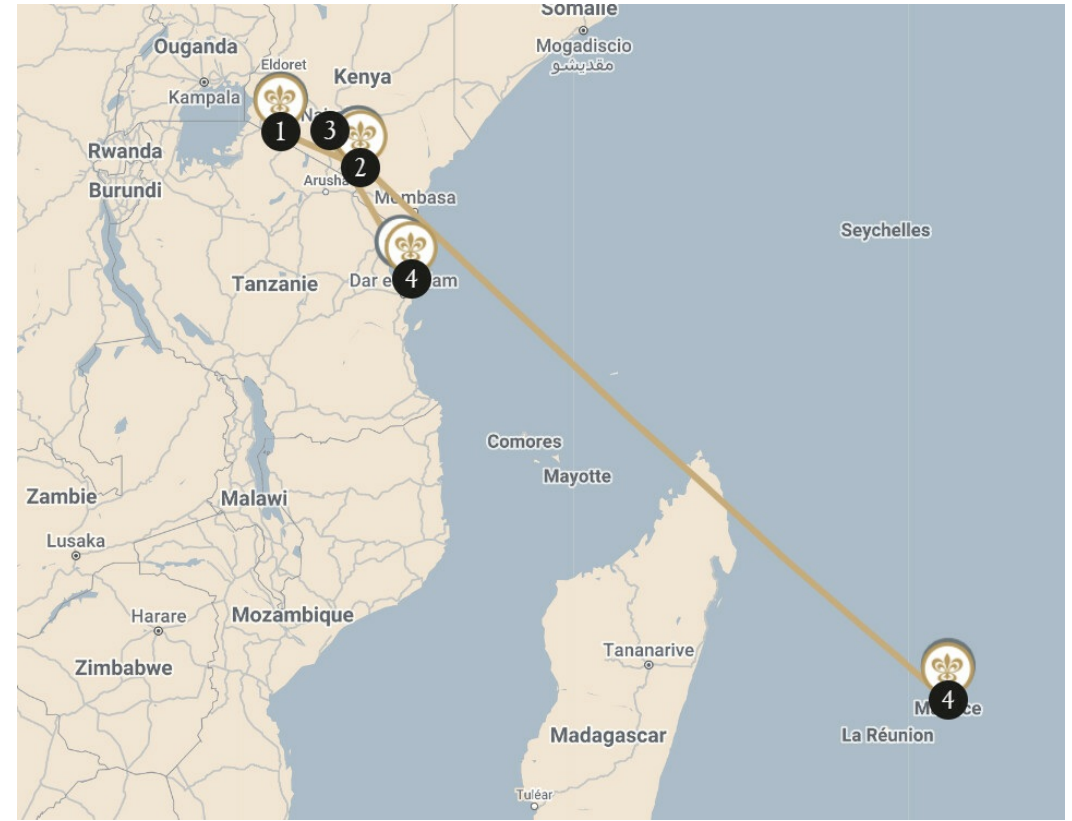 Somalie
Ouganda
Mogadiscio
مقديشو
Eldoret
Kenya
Kampala
1
3
2
Rwanda
Arusha
Burundi
Mombasa
Seychelles
Tanzanie
4
Comores
Mayotte
Zambie
Malawi
Lusaka
Harare
Mozambique
Tananarive
Zimbabwe
4
Madagascar
La Réunion
Tuléar